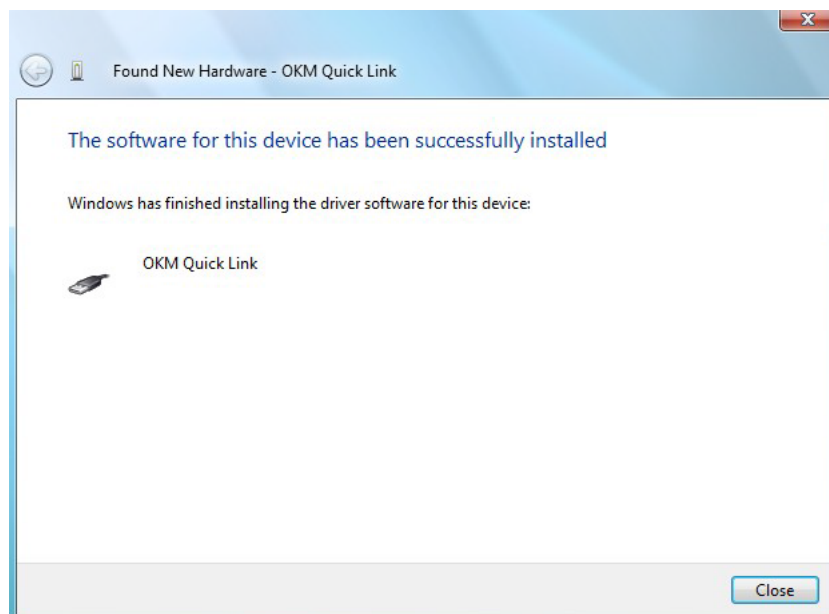 Found New Hardware - OKM Quick Link
The software for this device has been successfully installed
Windows has finished installing the driver software for this device:
OKM Quick Link
Close